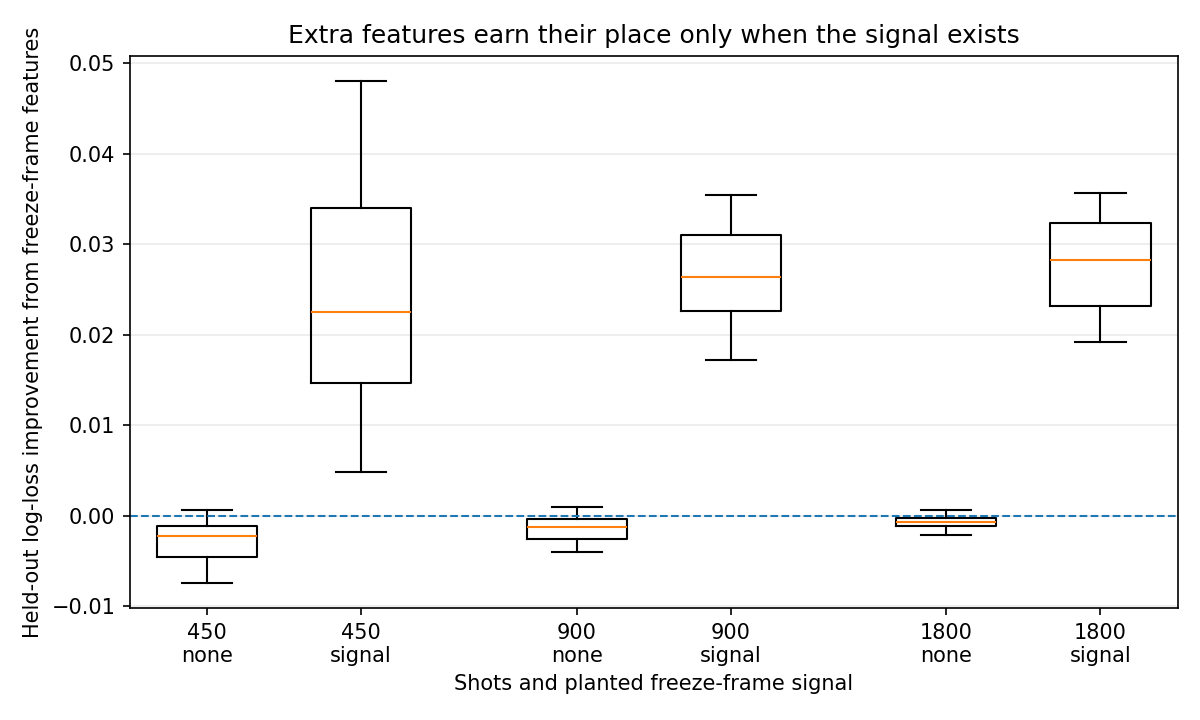 Extra features earn their place only when the signal exists
Held-out log-loss improvement from freeze-frame features
0.05
0.04
0.03
0.02
0.01
0.00
−0.01
450 none
450 signal
900 none
900 signal
1800 none
1800 signal
Shots and planted freeze-frame signal